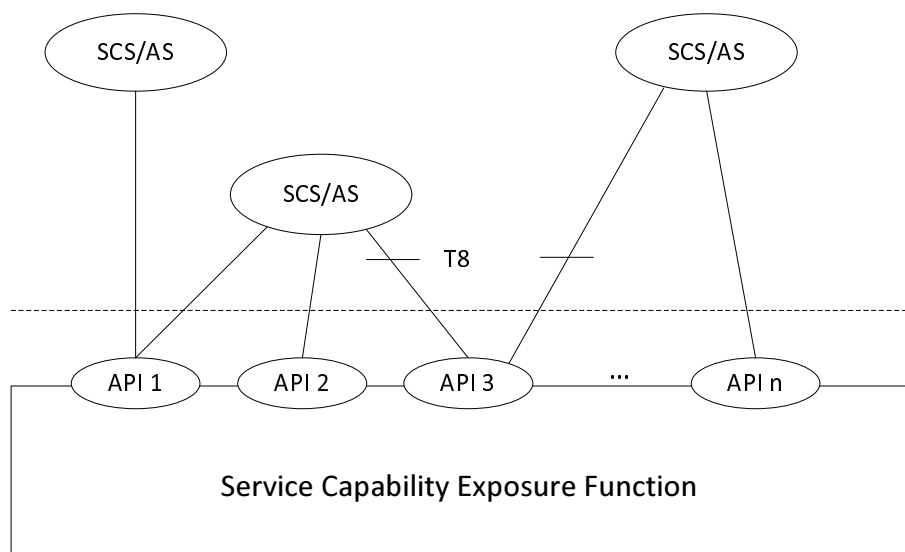 SCS/AS
SCS/AS
SCS/AS
T8
API 1
API 2
API 3
...
API n
Service Capability Exposure Function